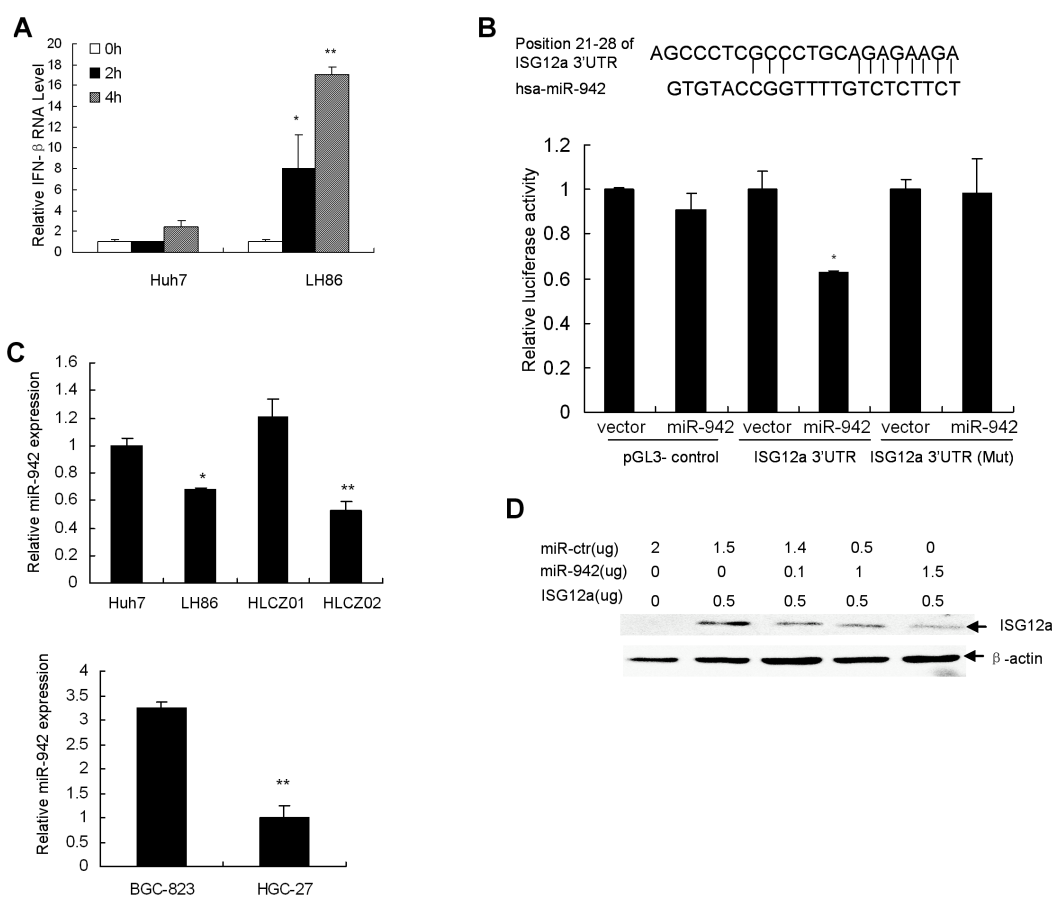 A
0h
2h
4h
Relative IFN-β RNA Level
20
18
16
14
12
10
8
6
4
2
0
*
**
Huh7
LH86
B
Position 21-28 of
ISG12a 3'UTR
AGCCCTCGCCCTGCAGAGAAGA
hsa-miR-942
GTGTACCGGTTTTGTCTCTTCT
Relative luciferase activity
1.2
1
0.8
0.6
0.4
0.2
0
*
vector miR-942 vector miR-942 vector miR-942
pGL3- control ISG12a 3'UTR ISG12a 3'UTR (Mut)
C
Relative miR-942 expression
1.6
1.4
1.2
1
0.8
0.6
0.4
0.2
0
*
**
Huh7 LH86 HLCZ01 HLCZ02
Relative miR-942 expression
4
3.5
3
2.5
2
1.5
1
0.5
0
**
BGC-823 HGC-27
D
miR-ctr(ug) 2 1.5 1.4 0.5 0
miR-942(ug) 0 0 0.1 1 1.5
ISG12a(ug) 0 0.5 0.5 0.5 0.5
ISG12a
β-actin